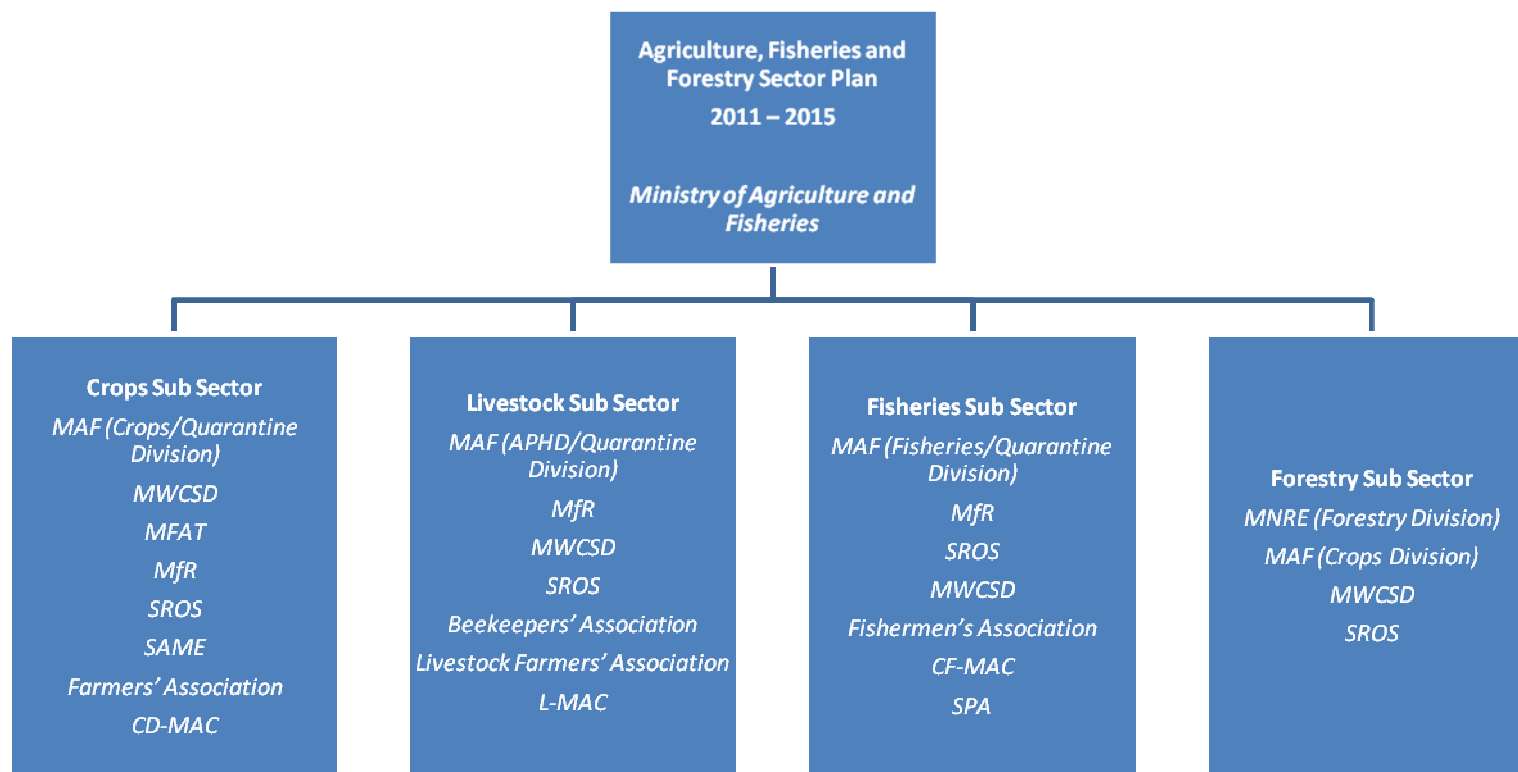 Agriculture, Fisheries and
Forestry Sector Plan
2011 – 2015
Ministry of Agriculture and
Fisheries
Crops Sub Sector
MAF (Crops/Quarantine
Division)
MWCSD
MFAT
MfR
SROS
SAME
Farmers’ Association
CD-MAC
Livestock Sub Sector
MAF (APHD/Quarantine
Division)
MfR
MWCSD
SROS
Beekeepers’ Association
Livestock Farmers’ Association
L-MAC
Fisheries Sub Sector
MAF (Fisheries/Quarantine
Division)
MfR
SROS
MWCSD
Fishermen’s Association
CF-MAC
SPA
Forestry Sub Sector
MNRE (Forestry Division)
MAF (Crops Division)
MWCSD
SROS